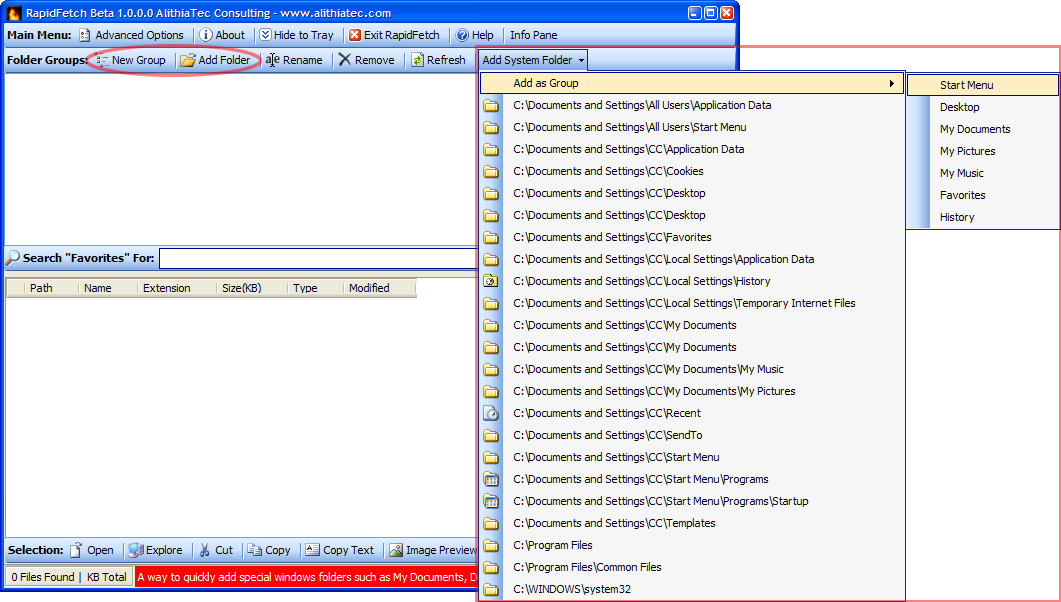 RapidFetch Beta 1.0.0.0 AlithiaTec Consulting - www.alithiatec.com
Main Menu: Advanced Options About Hide to Tray Exit RapidFetch Help Info Pane
Folder Groups: New Group Add Folder Rename Remove Refresh Add System Folder
Add as Group
C:\Documents and Settings\All Users\Application Data
C:\Documents and Settings\All Users\Start Menu
C:\Documents and Settings\CC\Application Data
C:\Documents and Settings\CC\Cookies
C:\Documents and Settings\CC\Desktop
C:\Documents and Settings\CC\Desktop
C:\Documents and Settings\CC\Favorites
C:\Documents and Settings\CC\Local Settings\Application Data
C:\Documents and Settings\CC\Local Settings\History
C:\Documents and Settings\CC\Local Settings\Temporary Internet Files
C:\Documents and Settings\CC\My Documents
C:\Documents and Settings\CC\My Documents
C:\Documents and Settings\CC\My Documents\My Music
C:\Documents and Settings\CC\My Documents\My Pictures
C:\Documents and Settings\CC\Recent
C:\Documents and Settings\CC\SendTo
C:\Documents and Settings\CC\Start Menu
C:\Documents and Settings\CC\Start Menu\Programs
C:\Documents and Settings\CC\Start Menu\Programs\Startup
C:\Documents and Settings\CC\Templates
C:\Program Files
C:\Program Files\Common Files
C:\WINDOWS\system32
Start Menu
Desktop
My Documents
My Pictures
My Music
Favorites
History
Search "Favorites" For:
Path Name Extension Size(KB) Type Modified
Selection: Open Explore Cut Copy Copy Text Image Preview
0 Files Found | KB Total A way to quickly add special windows folders such as My Documents, D